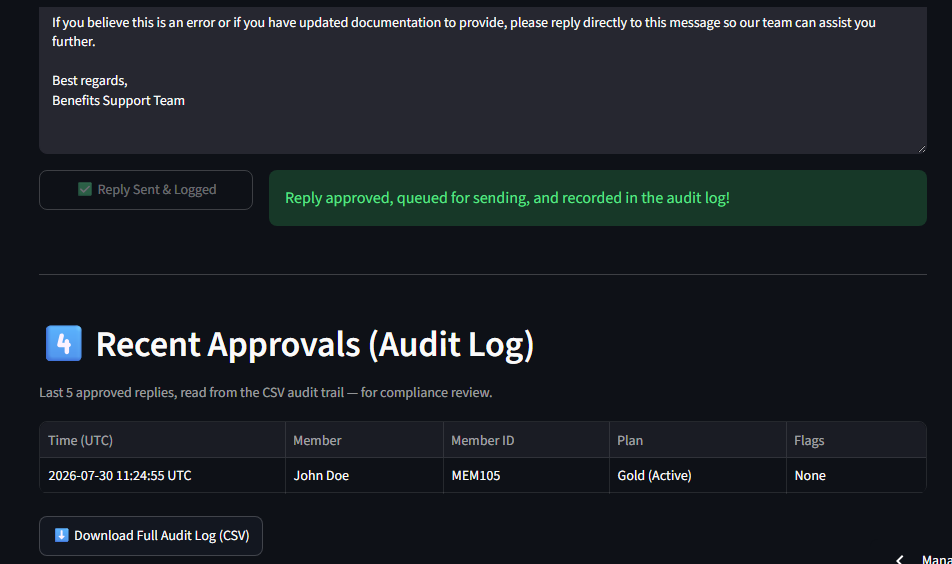 If you believe this is an error or if you have updated documentation to provide, please reply directly to this message so our team can assist you
further.
Best regards,
Benefits Support Team
✅ Reply Sent & Logged
Reply approved, queued for sending, and recorded in the audit log!
4️⃣ Recent Approvals (Audit Log)
Last 5 approved replies, read from the CSV audit trail — for compliance review.
Time (UTC) Member Member ID Plan Flags
2026-07-30 11:24:55 UTC John Doe MEM105 Gold (Active) None
⬇️ Download Full Audit Log (CSV)